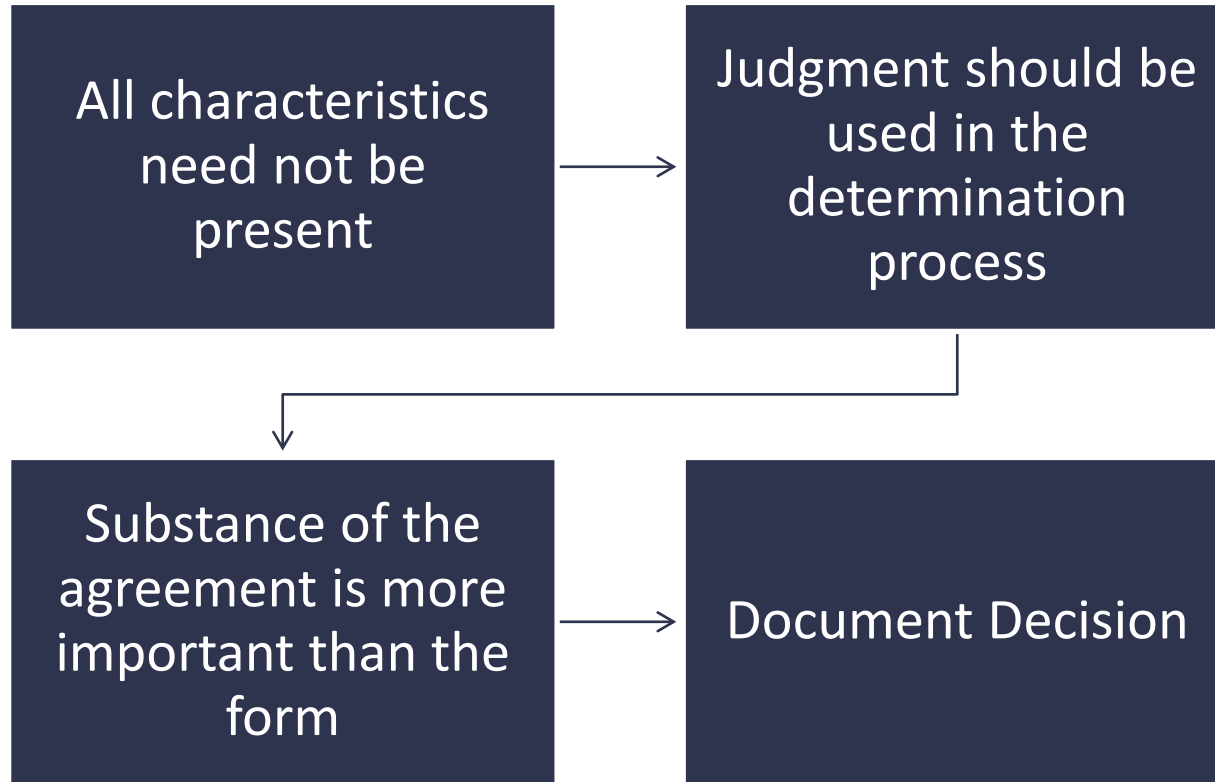 All characteristics
need not be
present
Judgment should be
used in the
determination
process
Substance of the
agreement is more
important than the
form
Document Decision